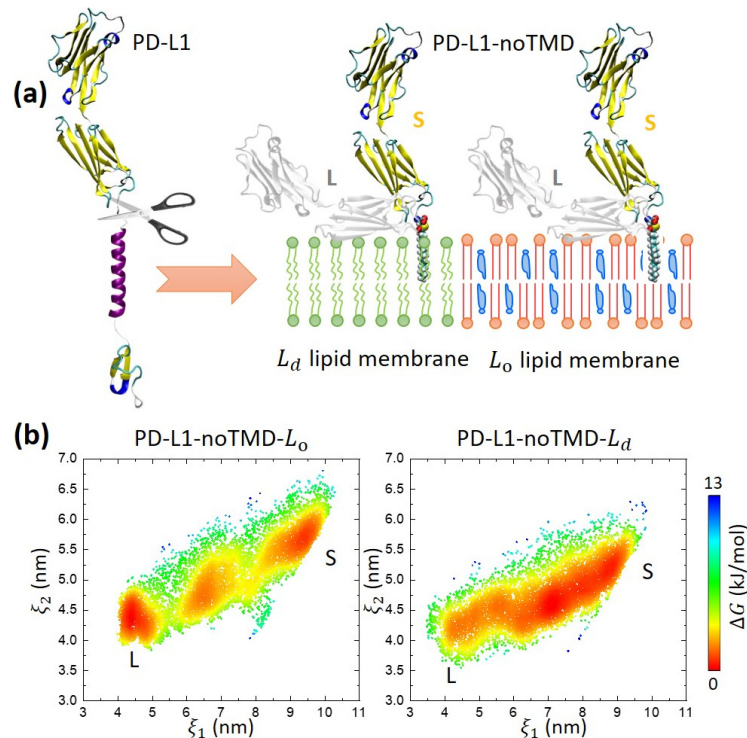 PD-L1
PD-L1-noTMD
(a)
S
S
L
L
L_d lipid membrane
L_o lipid membrane
(b)
PD-L1-noTMD-L_o
PD-L1-noTMD-L_d
7.0
6.5
6.0
5.5
5.0
4.5
4.0
3.5
3.0
ξ_2 (nm)
S
L
3 4 5 6 7 8 9 10 11
ξ_1 (nm)
7.0
6.5
6.0
5.5
5.0
4.5
4.0
3.5
3.0
ξ_2 (nm)
S
L
3 4 5 6 7 8 9 10 11
ξ_1 (nm)
13
ΔG (kJ/mol)
0